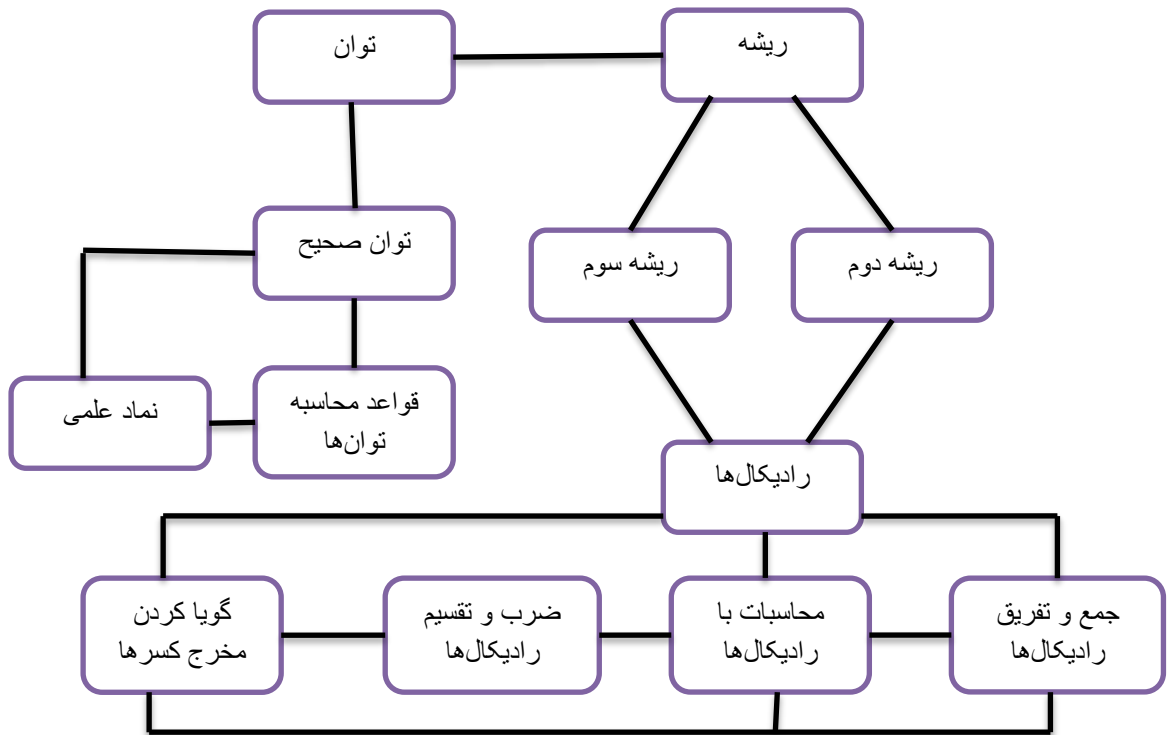 ریشه
توان
توان صحیح
ریشه دوم
ریشه سوم
قواعد محاسبه
توان‌ها
نماد علمی
رادیکال‌ها
جمع و تفریق
رادیکال‌ها
محاسبات با
رادیکال‌ها
ضرب و تقسیم
رادیکال‌ها
گویا کردن
مخرج کسرها